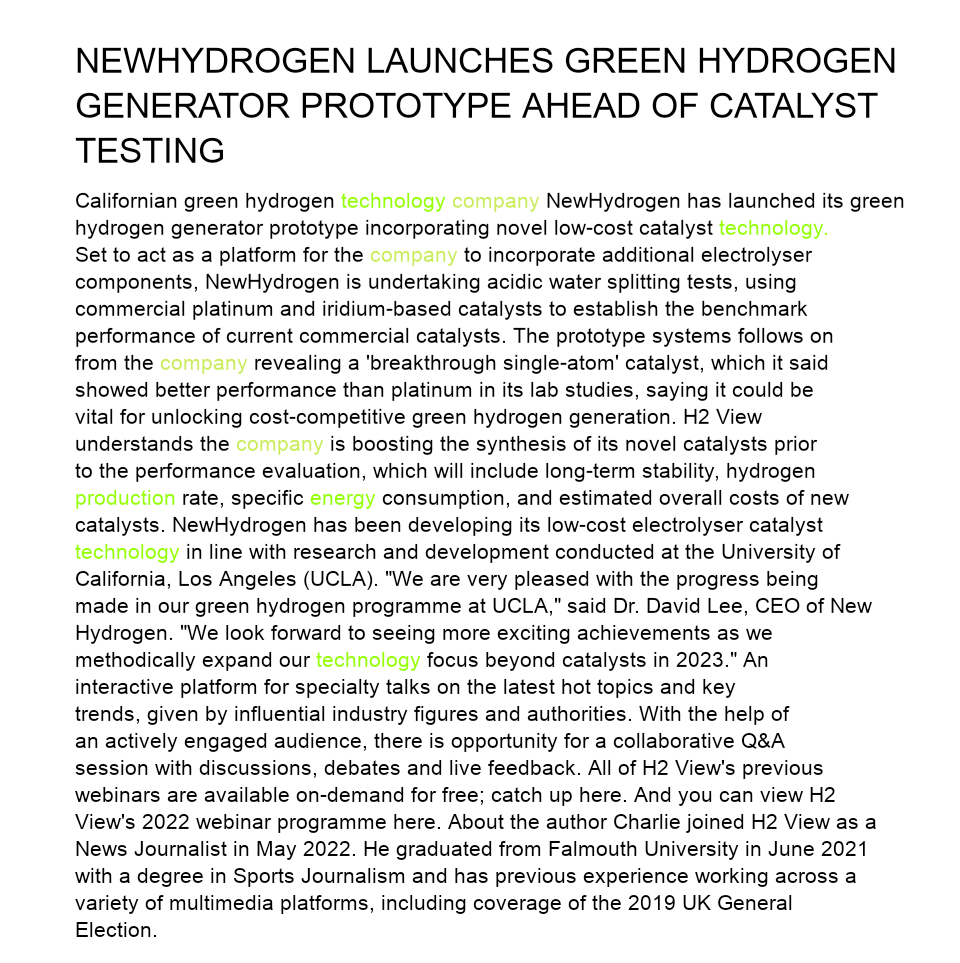 NEWHYDROGEN LAUNCHES GREEN HYDROGEN
GENERATOR PROTOTYPE AHEAD OF CATALYST
TESTING
Californian green hydrogen technology company NewHydrogen has launched its green
hydrogen generator prototype incorporating novel low-cost catalyst technology.
Set to act as a platform for the company to incorporate additional electrolyser
components, NewHydrogen is undertaking acidic water splitting tests, using
commercial platinum and iridium-based catalysts to establish the benchmark
performance of current commercial catalysts. The prototype systems follows on
from the company revealing a 'breakthrough single-atom' catalyst, which it said
showed better performance than platinum in its lab studies, saying it could be
vital for unlocking cost-competitive green hydrogen generation. H2 View
understands the company is boosting the synthesis of its novel catalysts prior
to the performance evaluation, which will include long-term stability, hydrogen
production rate, specific energy consumption, and estimated overall costs of new
catalysts. NewHydrogen has been developing its low-cost electrolyser catalyst
technology in line with research and development conducted at the University of
California, Los Angeles (UCLA). "We are very pleased with the progress being
made in our green hydrogen programme at UCLA," said Dr. David Lee, CEO of New
Hydrogen. "We look forward to seeing more exciting achievements as we
methodically expand our technology focus beyond catalysts in 2023." An
interactive platform for specialty talks on the latest hot topics and key
trends, given by influential industry figures and authorities. With the help of
an actively engaged audience, there is opportunity for a collaborative Q&A
session with discussions, debates and live feedback. All of H2 View's previous
webinars are available on-demand for free; catch up here. And you can view H2
View's 2022 webinar programme here. About the author Charlie joined H2 View as a
News Journalist in May 2022. He graduated from Falmouth University in June 2021
with a degree in Sports Journalism and has previous experience working across a
variety of multimedia platforms, including coverage of the 2019 UK General
Election.